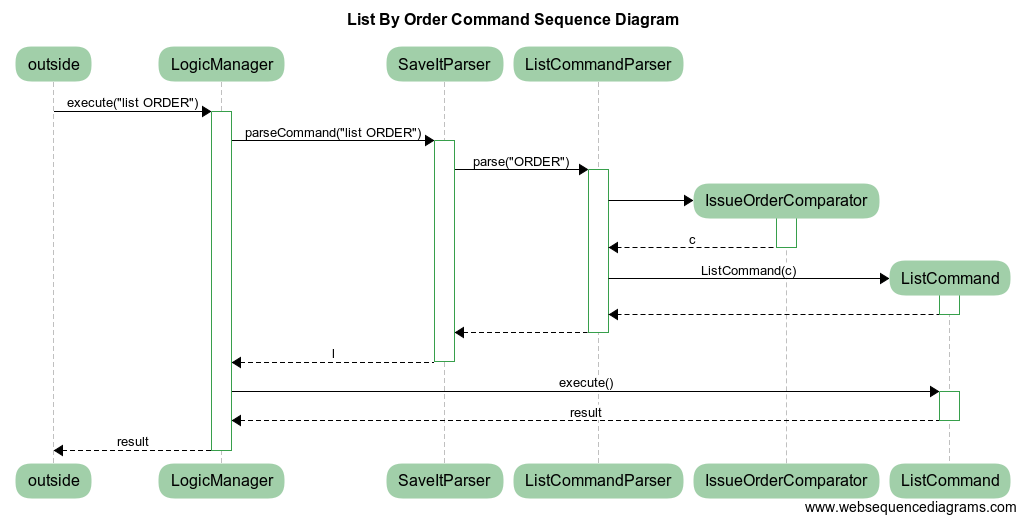 List By Order Command Sequence Diagram
outside LogicManager SaveItParser ListCommandParser
execute("list ORDER")
parseCommand("list ORDER")
parse("ORDER")
IssueOrderComparator
c
ListCommand(c)
ListCommand
l
execute()
result
result
outside LogicManager SaveItParser ListCommandParser IssueOrderComparator ListCommand
www.websequencediagrams.com